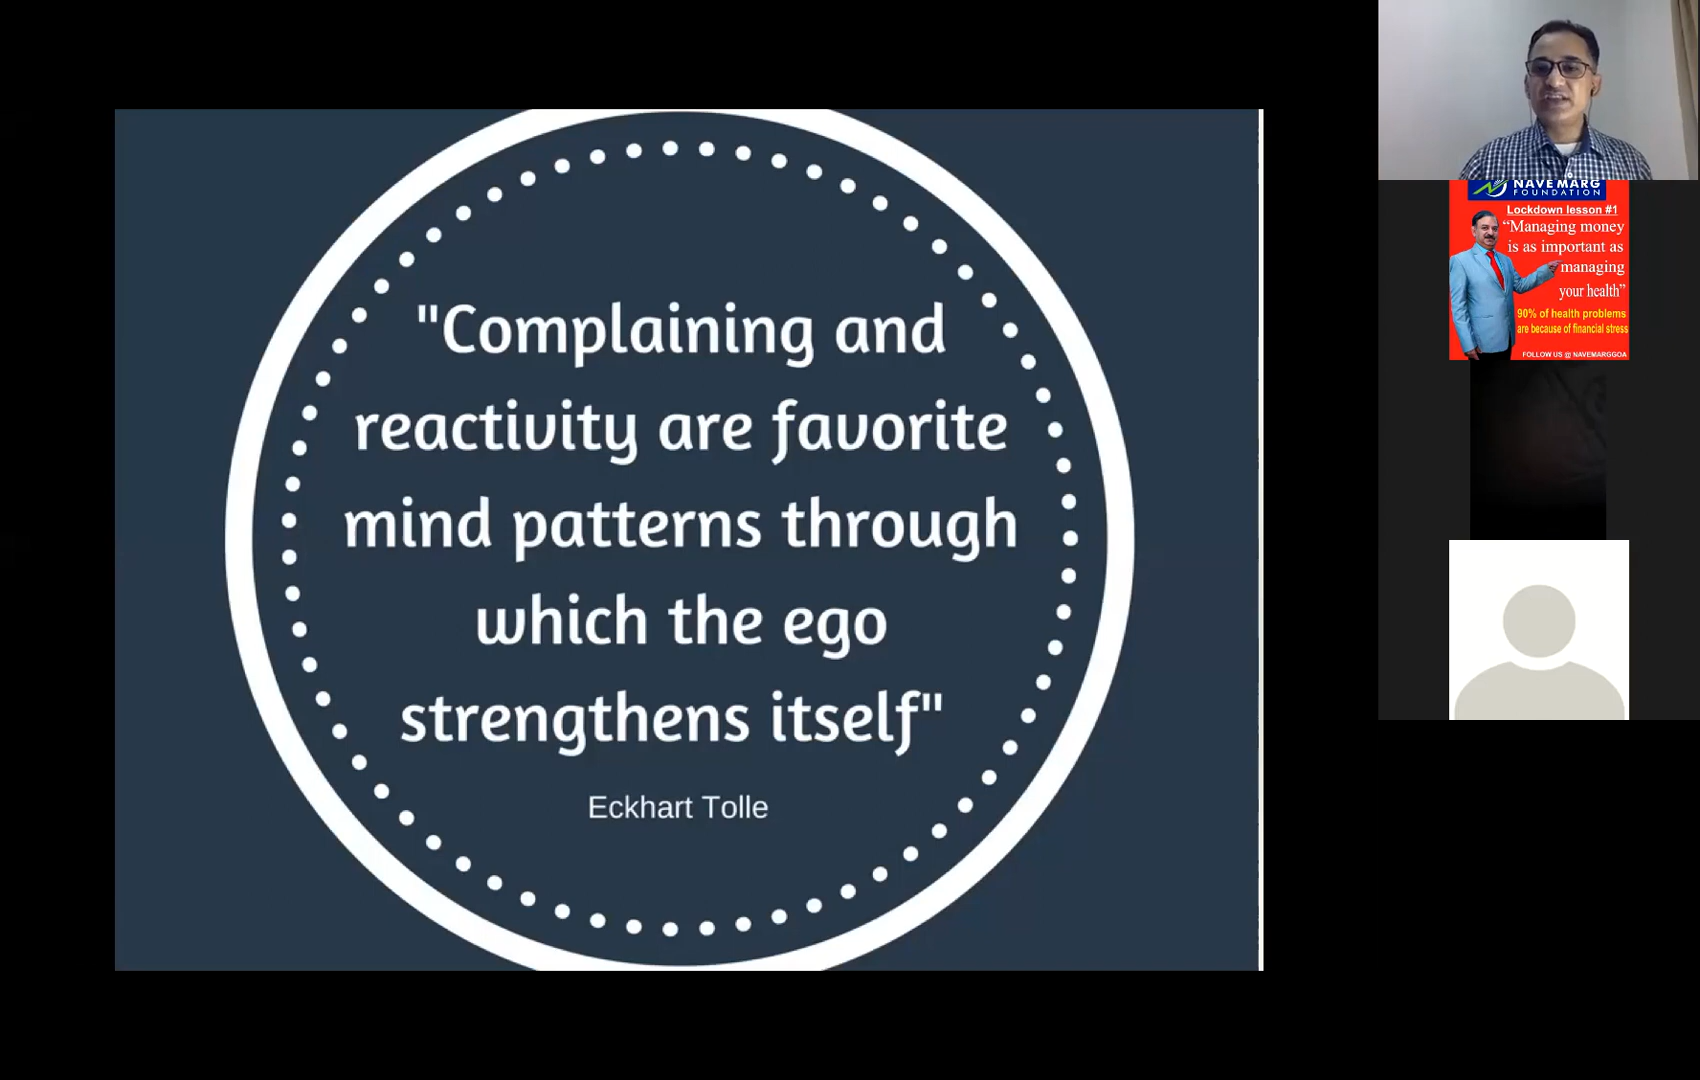 "Complaining and
reactivity are favorite
mind patterns through
which the ego
strengthens itself"
Eckhart Tolle
NAVE MARG
FOUNDATION
Lockdown lesson #1
“Managing money
is as important as
managing
your health”
90% of health problems
are because of financial stress
FOLLOW US @ NAVEMARGGOA